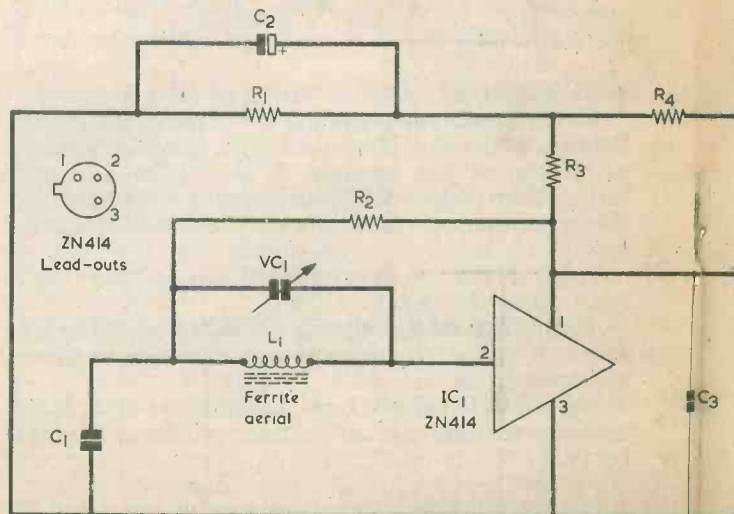 C2
+
R1
R4
R3
1 2
3
ZN414
Lead-outs
R2
VC1
L1
Ferrite
aerial
C1
1
2
3
IC1
ZN414
C3